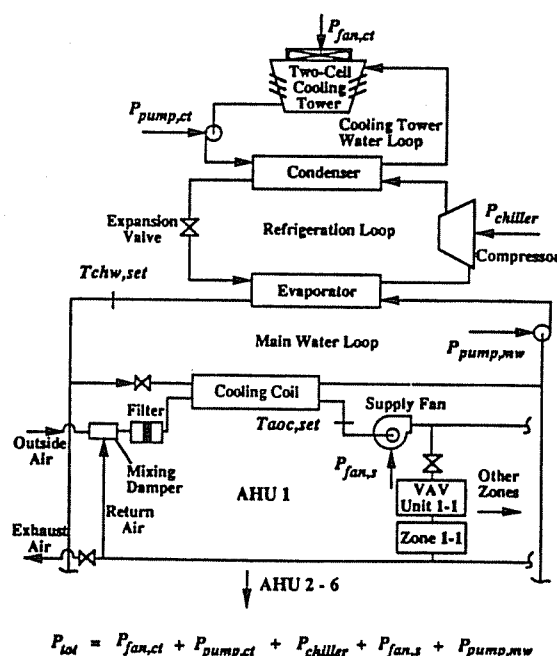 P_fan,ct
Two-Cell
Cooling
Tower
P_pump,ct
Cooling Tower
Water Loop
Condenser
Expansion
Valve
Refrigeration Loop
P_chiller
Compressor
Tchw,set
Evaporator
Main Water Loop
P_pump,mw
Cooling Coil
Supply Fan
Filter
Taoc,set
Outside
Air
Mixing
Damper
P_fan,s
VAV
Unit 1-1
Other
Zones
AHU 1
Return
Air
Exhaust
Air
Zone 1-1
AHU 2 - 6
P_tot = P_fan,ct + P_pump,ct + P_chiller + P_fan,s + P_pump,mw